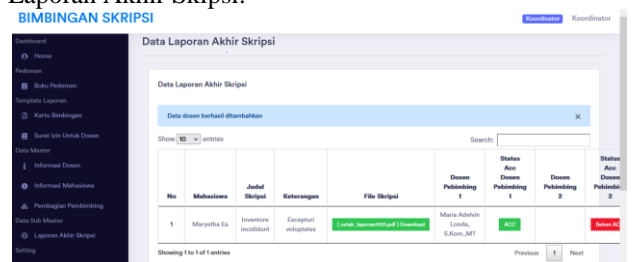 Laporan Akhir Skripsi.
BIMBINGAN SKRIPSI
Koordinator Koordinator
Dashboard
Home
Pedoman
Buku Pedoman
Template Laporan
Kartu Bimbingan
Surat Izin Untuk Dosen
Data Master
Informasi Dosen
Informasi Mahasiswa
Pembagian Pembimbing
Data Sub Master
Laporan Akhir Skripsi
Setting
Data Laporan Akhir Skripsi
Data Laporan Akhir Skripsi
Data dosen berhasil ditambahkan ×
Show 10 entries
Search:
No Mahasiswa Judul Skripsi Keterangan File Skripsi Dosen Pebimbing 1 Status Acc Dosen Pebimbing 1 Dosen Pebimbing 2 Status Acc Dosen Pebimbi 2
1 Maryetha Ea Inventore incididunt Excepturi voluptates Download Maria Adelvin Londa, S.Kom.,MT ACC Belum AC
Showing 1 to 1 of 1 entries
Previous 1 Next